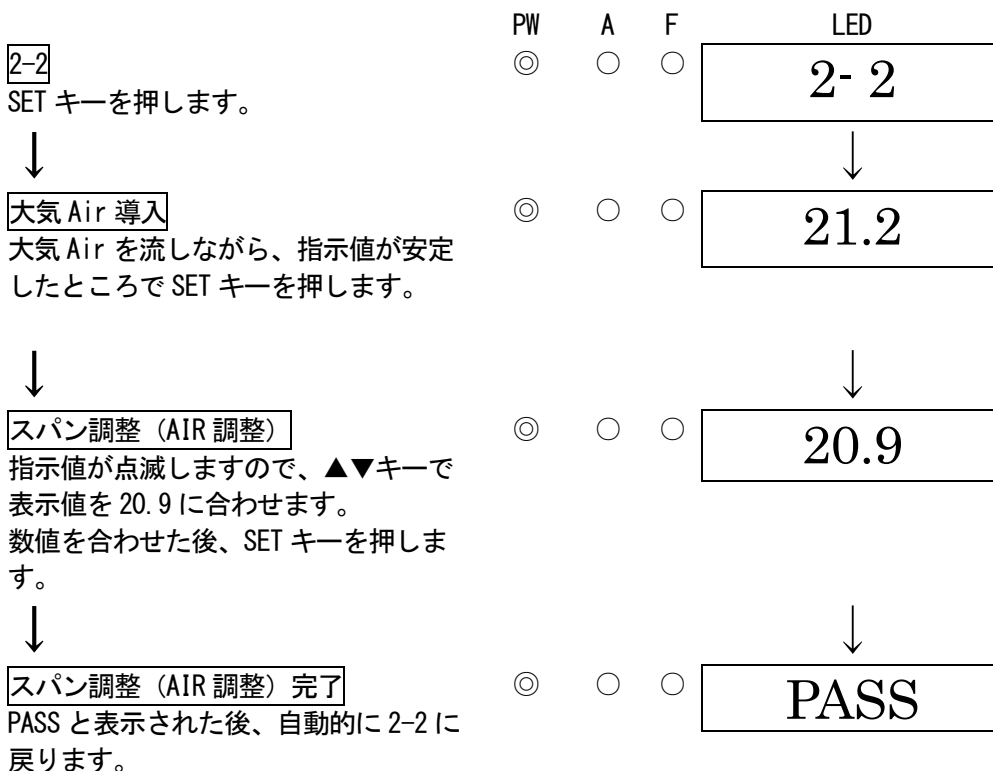 PW A F LED
2-2 ◎ ○ ○ 2- 2
SET キーを押します。
↓ ↓
大気 Air 導入 ◎ ○ ○ 21.2
大気 Air を流しながら、指示値が安定
したところで SET キーを押します。
↓ ↓
スパン調整（AIR 調整） ◎ ○ ○ 20.9
指示値が点滅しますので、▲▼キーで
表示値を 20.9 に合わせます。
数値を合わせた後、SET キーを押しま
す。
↓ ↓
スパン調整（AIR 調整）完了 ◎ ○ ○ PASS
PASS と表示された後、自動的に 2-2 に
戻ります。